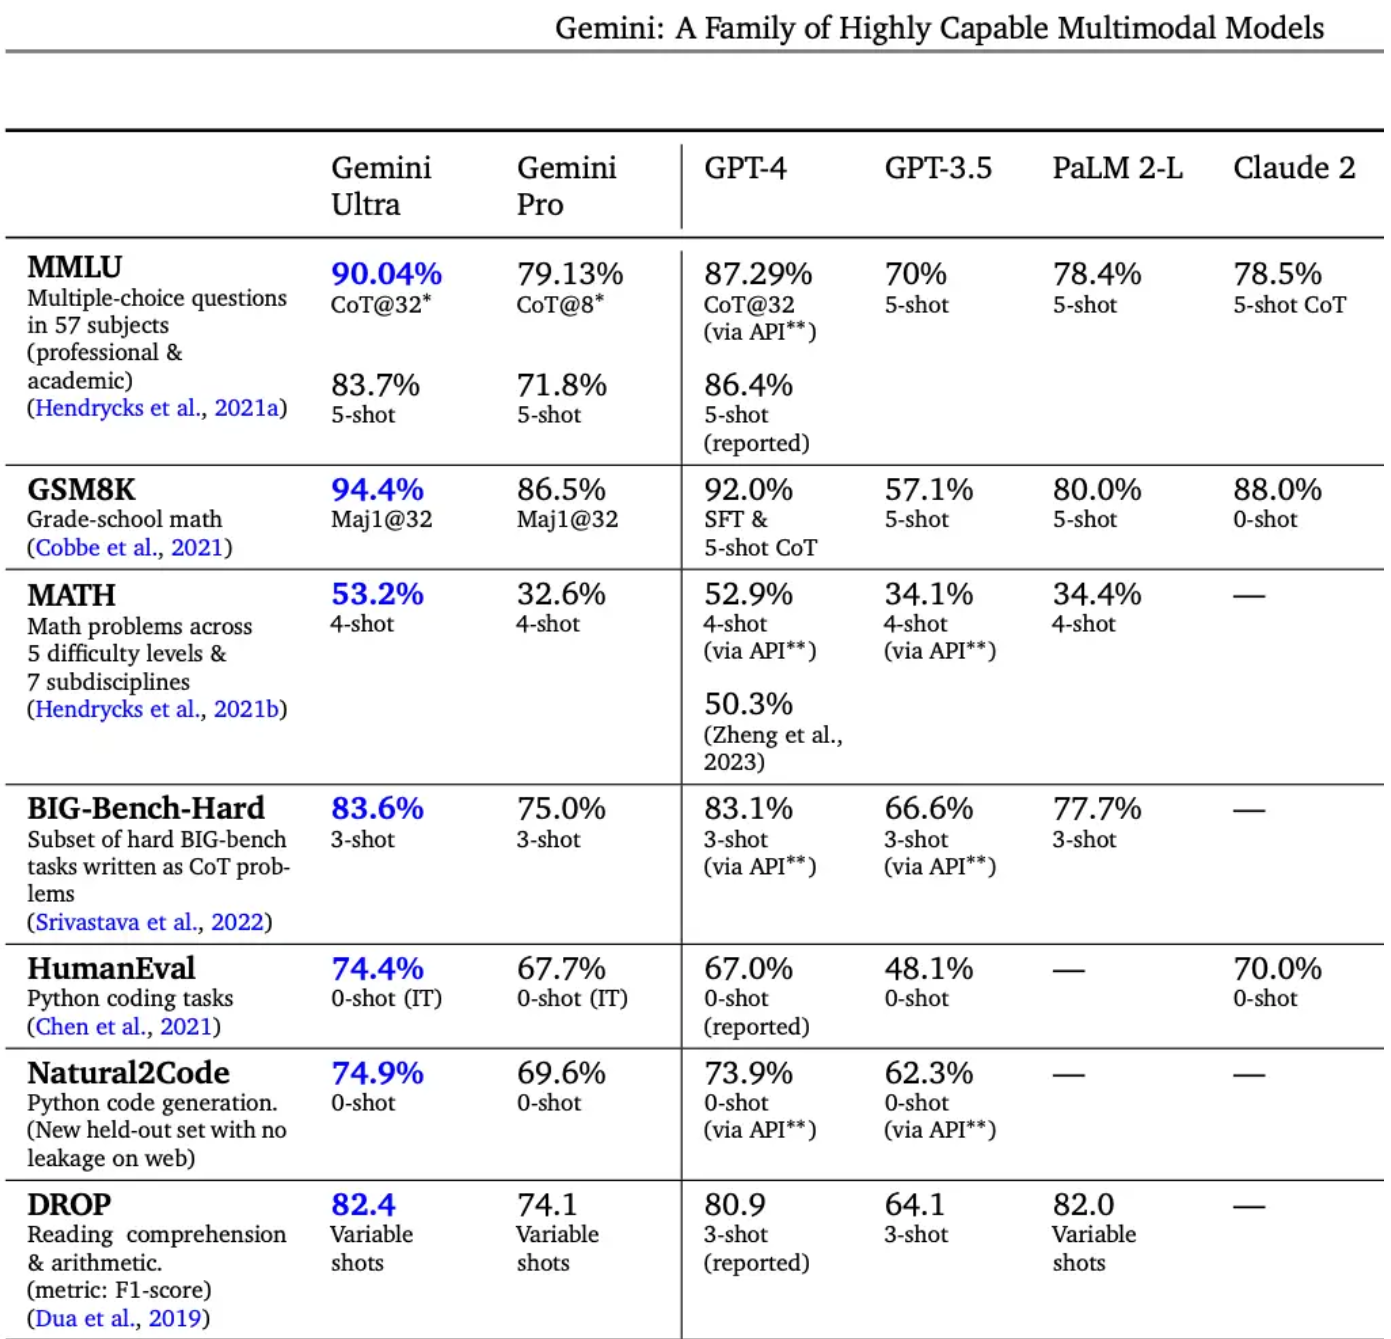 Gemini: A Family of Highly Capable Multimodal Models
Gemini Ultra | Gemini Pro | GPT-4 | GPT-3.5 | PaLM 2-L | Claude 2
MMLU
Multiple-choice questions
in 57 subjects
(professional &
academic)
(Hendrycks et al., 2021a)
90.04%
CoT@32*
83.7%
5-shot
79.13%
CoT@8*
71.8%
5-shot
87.29%
CoT@32
(via API**)
86.4%
5-shot
(reported)
70%
5-shot
78.4%
5-shot
78.5%
5-shot CoT
GSM8K
Grade-school math
(Cobbe et al., 2021)
94.4%
Maj1@32
86.5%
Maj1@32
92.0%
SFT &
5-shot CoT
57.1%
5-shot
80.0%
5-shot
88.0%
0-shot
MATH
Math problems across
5 difficulty levels &
7 subdisciplines
(Hendrycks et al., 2021b)
53.2%
4-shot
32.6%
4-shot
52.9%
4-shot
(via API**)
50.3%
(Zheng et al.,
2023)
34.1%
4-shot
(via API**)
34.4%
4-shot
—
BIG-Bench-Hard
Subset of hard BIG-bench
tasks written as CoT prob-
lems
(Srivastava et al., 2022)
83.6%
3-shot
75.0%
3-shot
83.1%
3-shot
(via API**)
66.6%
3-shot
(via API**)
77.7%
3-shot
—
HumanEval
Python coding tasks
(Chen et al., 2021)
74.4%
0-shot (IT)
67.7%
0-shot (IT)
67.0%
0-shot
(reported)
48.1%
0-shot
—
70.0%
0-shot
Natural2Code
Python code generation.
(New held-out set with no
leakage on web)
74.9%
0-shot
69.6%
0-shot
73.9%
0-shot
(via API**)
62.3%
0-shot
(via API**)
—
—
DROP
Reading comprehension
& arithmetic.
(metric: F1-score)
(Dua et al., 2019)
82.4
Variable
shots
74.1
Variable
shots
80.9
3-shot
(reported)
64.1
3-shot
82.0
Variable
shots
—